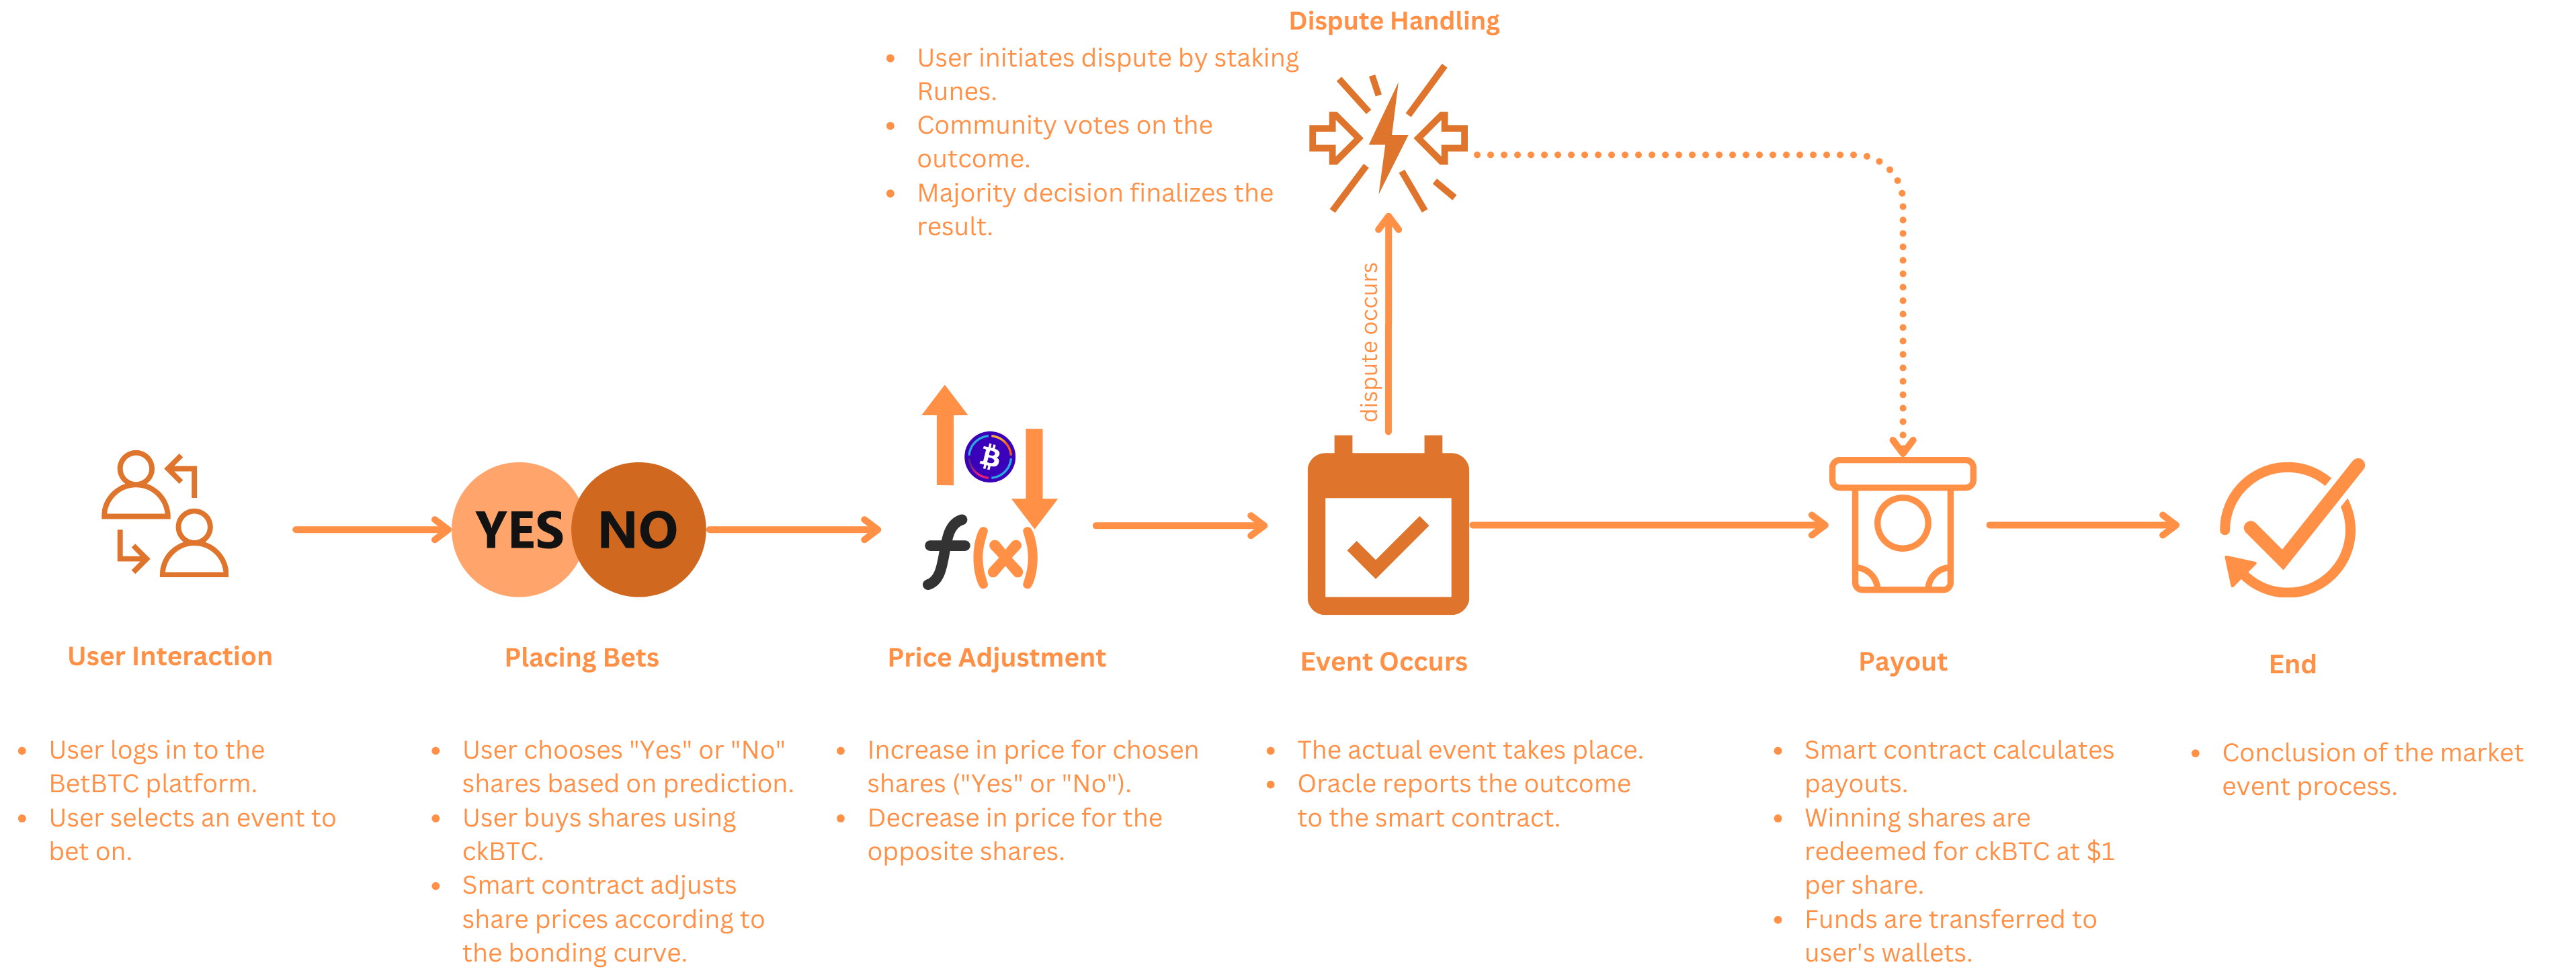 Dispute Handling
• User initiates dispute by staking
Runes.
• Community votes on the
outcome.
• Majority decision finalizes the
result.
dispute occurs
YES NO
f(x)
User Interaction
• User logs in to the
BetBTC platform.
• User selects an event to
bet on.
Placing Bets
• User chooses "Yes" or "No"
shares based on prediction.
• User buys shares using
ckBTC.
• Smart contract adjusts
share prices according to
the bonding curve.
Price Adjustment
• Increase in price for chosen
shares ("Yes" or "No").
• Decrease in price for the
opposite shares.
Event Occurs
• The actual event takes place.
• Oracle reports the outcome
to the smart contract.
Payout
• Smart contract calculates
payouts.
• Winning shares are
redeemed for ckBTC at $1
per share.
• Funds are transferred to
user's wallets.
End
• Conclusion of the market
event process.